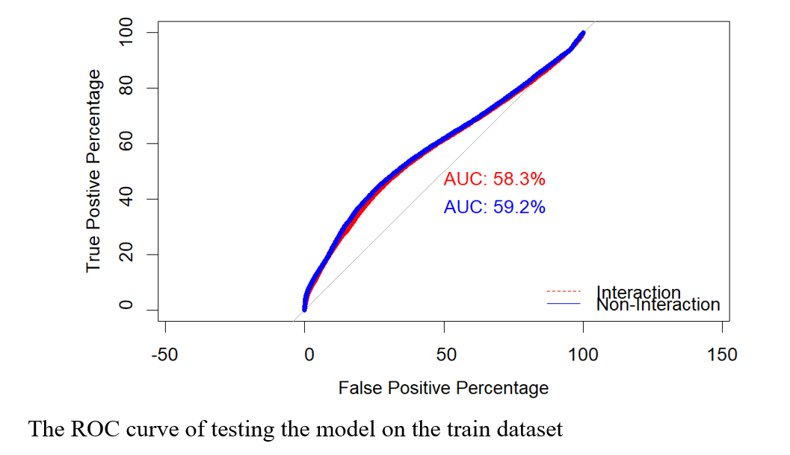 True Postive Percentage
100
80
60
40
20
0
AUC: 58.3%
AUC: 59.2%
Interaction
Non-Interaction
-50 0 50 100 150
False Positive Percentage
The ROC curve of testing the model on the train dataset